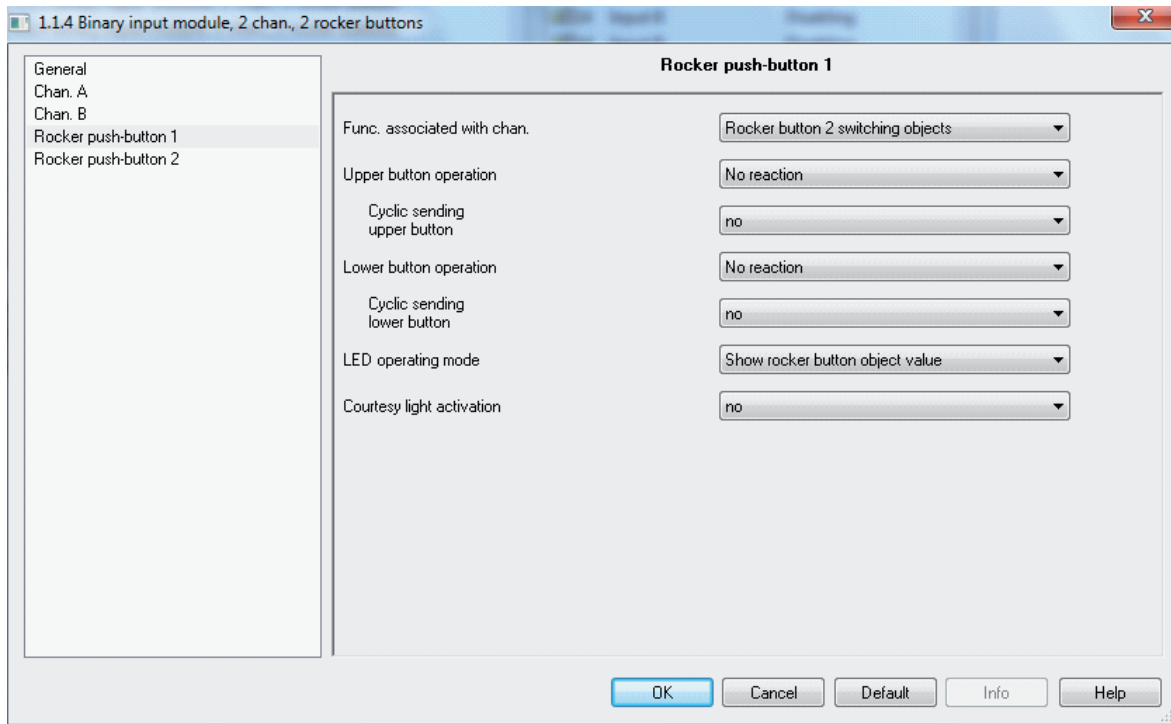 1.1.4 Binary input module, 2 chan., 2 rocker buttons
General
Chan. A
Chan. B
Rocker push-button 1
Rocker push-button 2
Rocker push-button 1
Func. associated with chan. Rocker button 2 switching objects
Upper button operation No reaction
Cyclic sending
upper button no
Lower button operation No reaction
Cyclic sending
lower button no
LED operating mode Show rocker button object value
Courtesy light activation no
OK Cancel Default Info Help